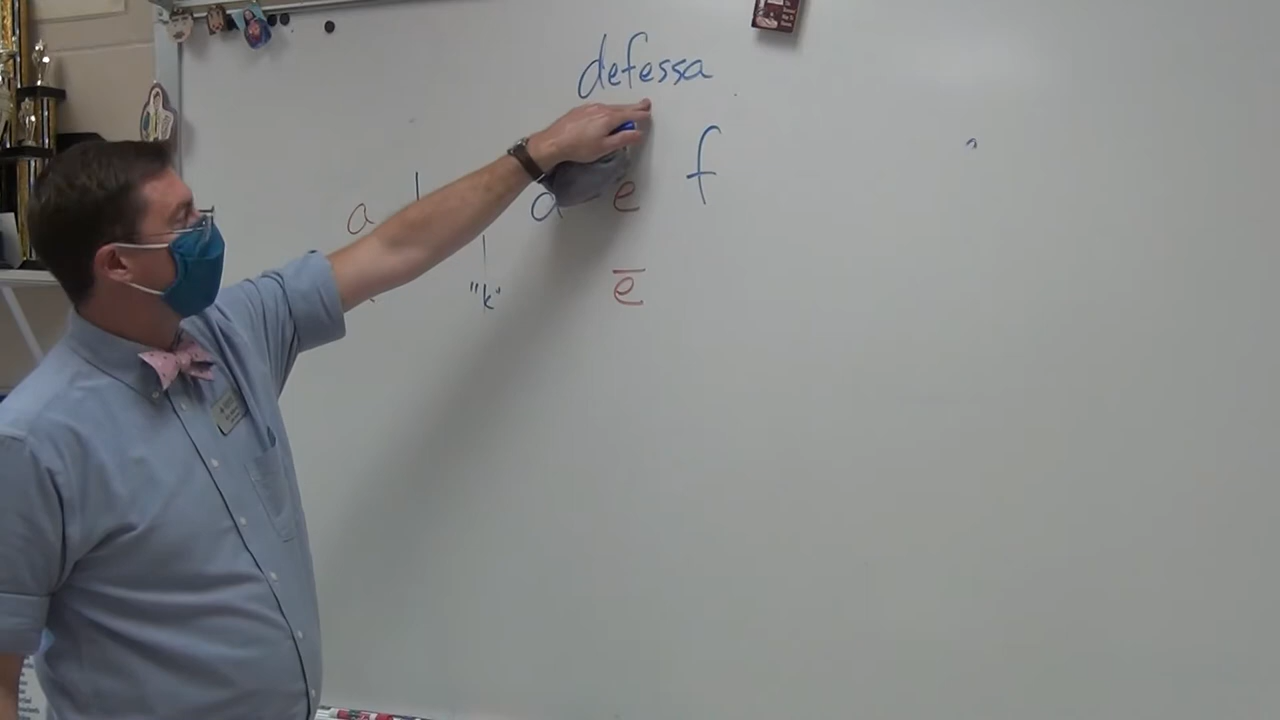 defessa
a d e f
"k" ē